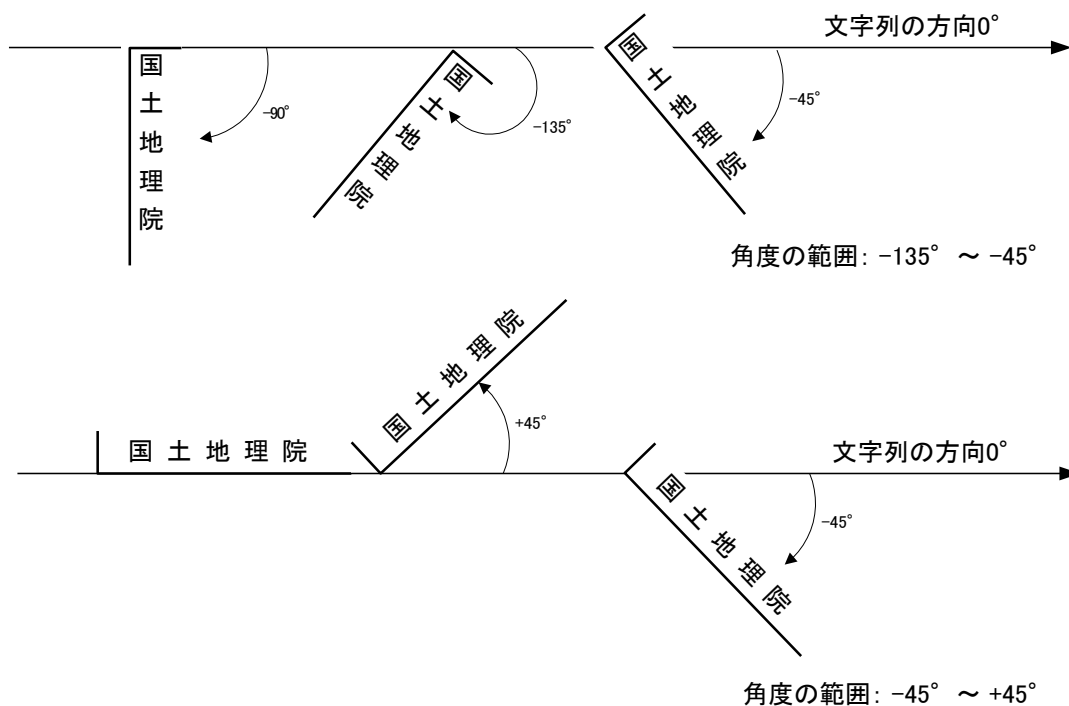 文字列の方向0°
国土地理院
-90°
国土地理院
-135°
国土地理院
-45°
角度の範囲: -135° ～ -45°
国土地理院
国土地理院
+45°
文字列の方向0°
国土地理院
-45°
角度の範囲: -45° ～ +45°